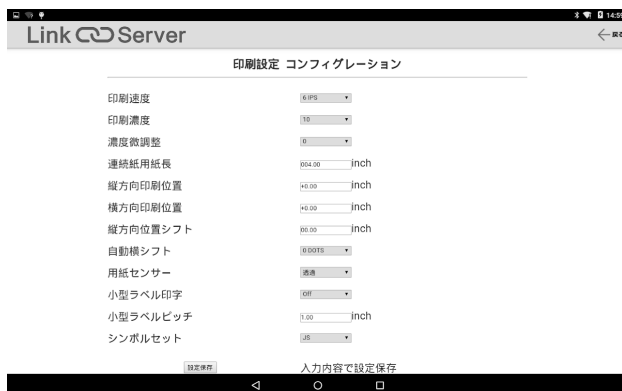 14:59
Link Server
戻る
印刷設定 コンフィグレーション
印刷速度 6 IPS
印刷濃度 10
濃度微調整 0
連続紙用紙長 004.00 inch
縦方向印刷位置 +0.00 inch
横方向印刷位置 +0.00 inch
縦方向位置シフト 00.00 inch
自動横シフト 0 DOTS
用紙センサー 透過
小型ラベル印字 Off
小型ラベルピッチ 1.00 inch
シンボルセット JS
設定保存 入力内容で設定保存